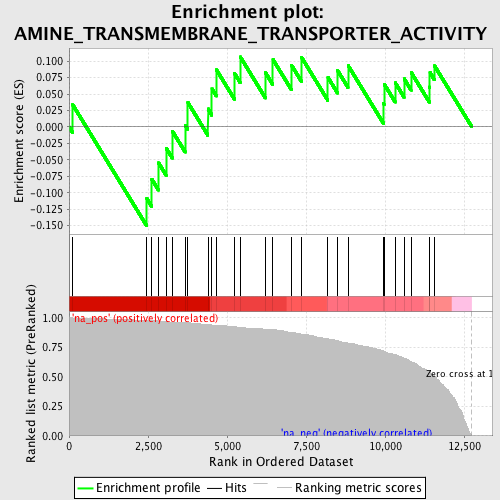 Enrichment plot:
AMINE_TRANSMEMBRANE_TRANSPORTER_ACTIVITY
Enrichment score (ES)
0.100
0.075
0.050
0.025
0.000
-0.025
-0.050
-0.075
-0.100
-0.125
-0.150
'na_pos' (positively correlated)
Ranked list metric (PreRanked)
1.00
0.75
0.50
0.25
0.00
Zero cross at 1
'na_neg' (negatively correlated)
0
2,500
5,000
7,500
10,000
12,500
Rank in Ordered Dataset
Enrichment profile
Hits
Ranking metric scores